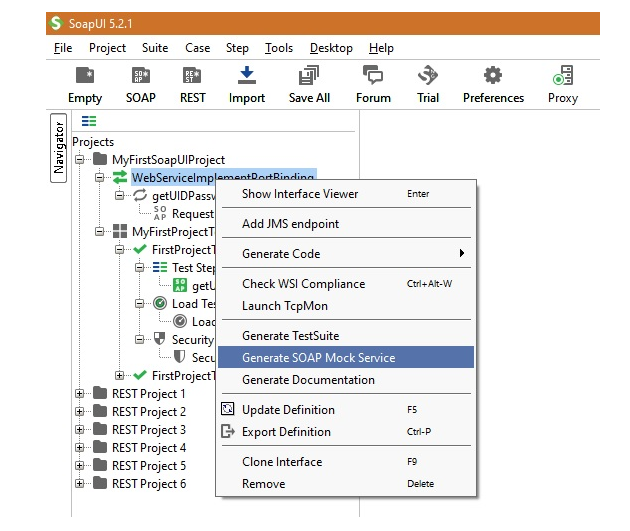 SoapUI 5.2.1
File Project Suite Case Step Tools Desktop Help
Empty SOAP REST Import Save All Forum Trial Preferences Proxy
Navigator
Projects
MyFirstSoapUIProject
WebServiceImplementPortBinding
getUIDPassw
SO AP Request
MyFirstProjectT
FirstProjectT
Test Step
getU
Load Tes
Load
Security
Secu
FirstProjectT
REST Project 1
REST Project 2
REST Project 3
REST Project 4
REST Project 5
REST Project 6
Show Interface Viewer Enter
Add JMS endpoint
Generate Code
Check WSI Compliance Ctrl+Alt-W
Launch TcpMon
Generate TestSuite
Generate SOAP Mock Service
Generate Documentation
Update Definition F5
Export Definition Ctrl-P
Clone Interface F9
Remove Delete